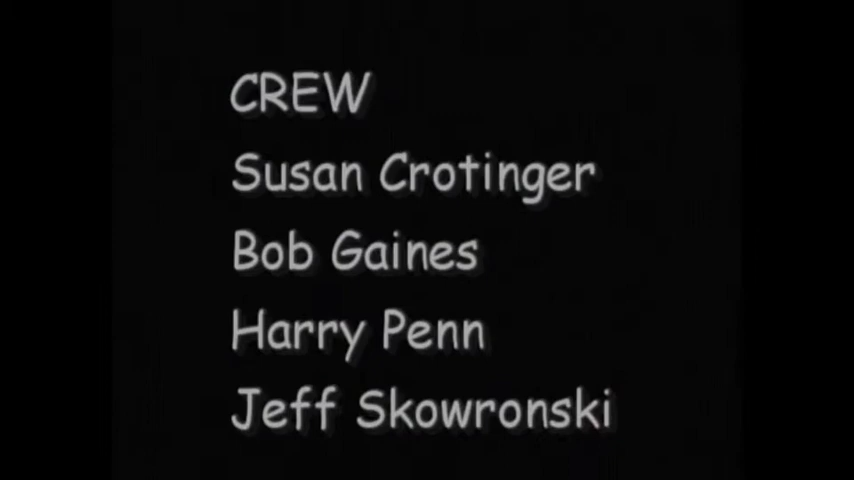 CREW
Susan Crotinger
Bob Gaines
Harry Penn
Jeff Skowronski